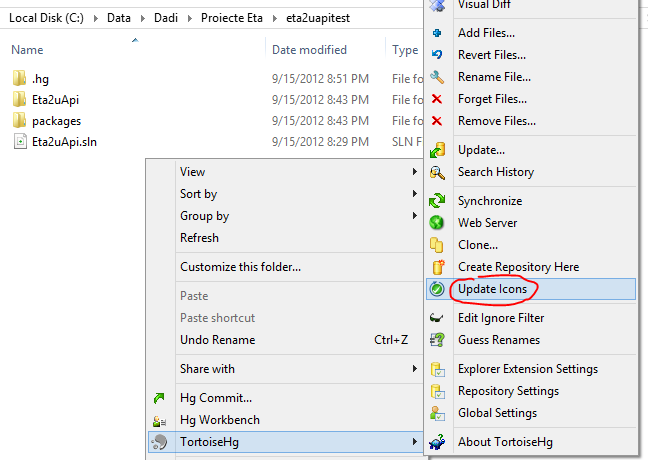 Local Disk (C:) Data Dadi Proiecte Eta eta2uapitest
Date modified Type
.hg 9/15/2012 8:51 PM File fo
Eta2uApi 9/15/2012 8:43 PM File fo
packages 9/15/2012 8:43 PM File fo
Eta2uApi.sln 9/15/2012 8:29 PM SLN F
View
Sort by
Group by
Refresh
Customize this folder...
Paste
Paste shortcut
Undo Rename Ctrl+Z
Share with
Hg Commit...
Hg Workbench
TortoiseHg
Visual Diff
Add Files...
Revert Files...
Rename File...
Forget Files...
Remove Files...
Update...
Search History
Synchronize
Web Server
Clone...
Create Repository Here
Update Icons
Edit Ignore Filter
Guess Renames
Explorer Extension Settings
Repository Settings
Global Settings
About TortoiseHg